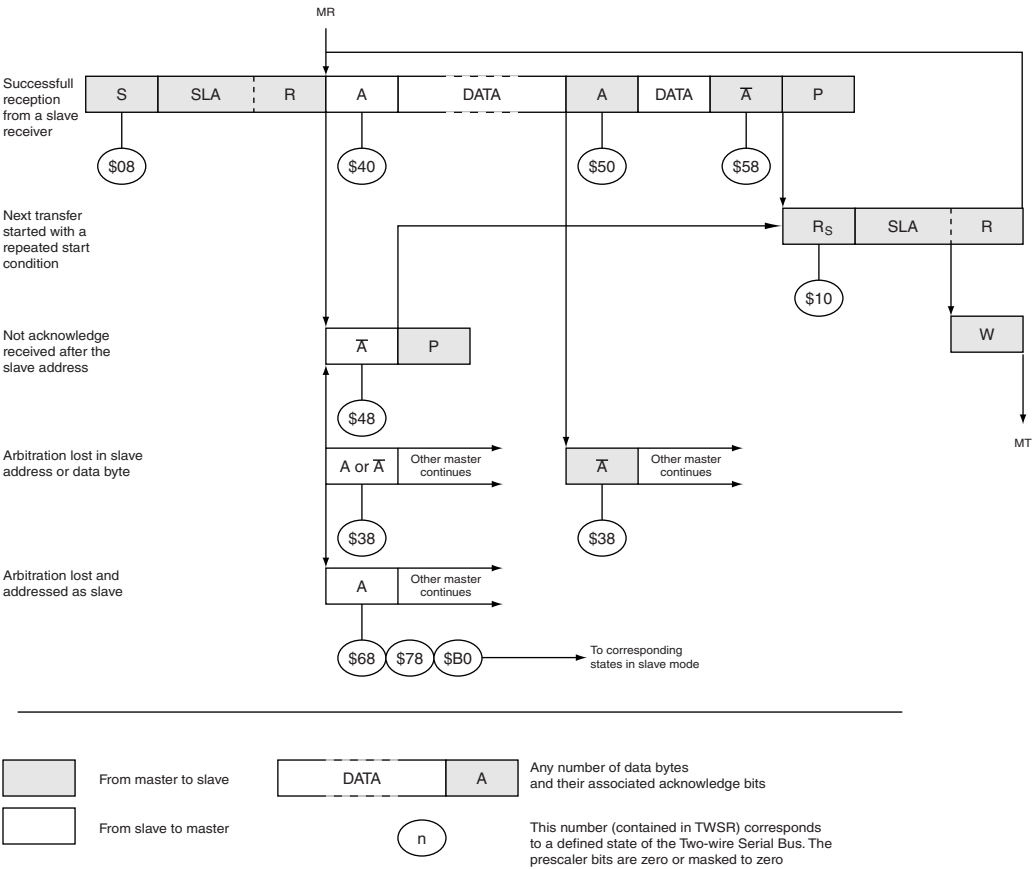 MR
Successfull
reception
from a slave
receiver
S SLA R A DATA A DATA A̅ P
$08 $40 $50 $58
Next transfer
started with a
repeated start
condition
RS SLA R
$10
Not acknowledge
received after the
slave address
A̅ P
W
$48
MT
Arbitration lost in slave
address or data byte
A or A̅
Other master
continues
A̅
Other master
continues
$38 $38
Arbitration lost and
addressed as slave
A
Other master
continues
$68 $78 $B0
To corresponding
states in slave mode
From master to slave
DATA A
Any number of data bytes
and their associated acknowledge bits
From slave to master
n
This number (contained in TWSR) corresponds
to a defined state of the Two-wire Serial Bus. The
prescaler bits are zero or masked to zero